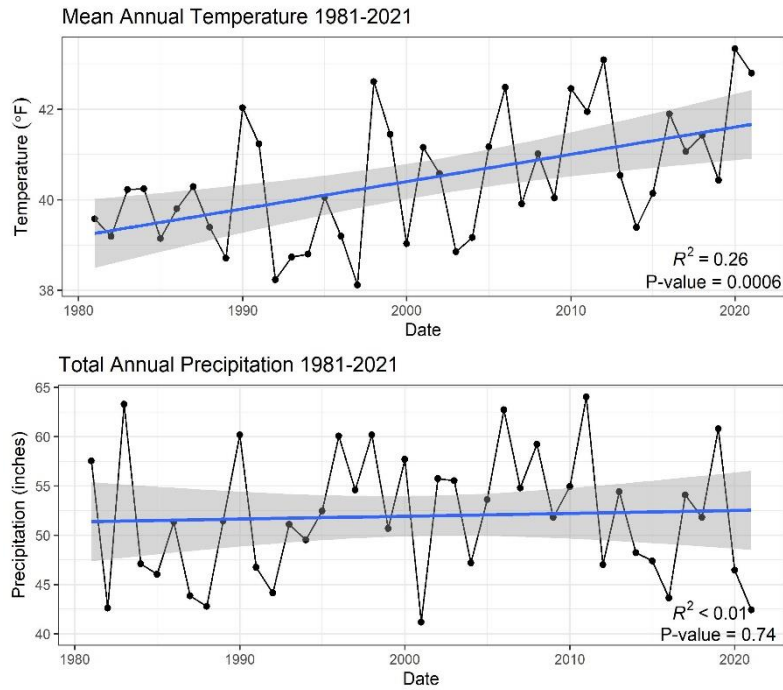 Mean Annual Temperature 1981-2021
Temperature (°F)
42
40
38
R² = 0.26
P-value = 0.0006
1980
1990
2000
2010
2020
Date
Total Annual Precipitation 1981-2021
Precipitation (inches)
65
60
55
50
45
40
R² < 0.01
P-value = 0.74
1980
1990
2000
2010
2020
Date